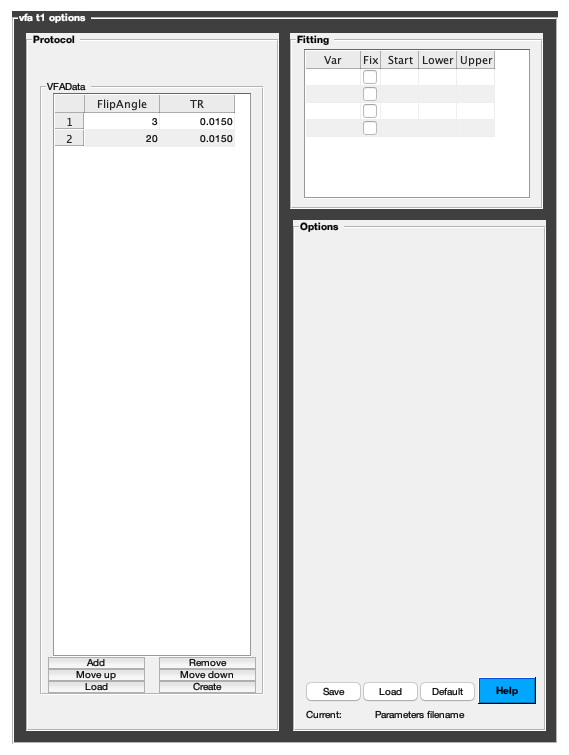 vfa t1 options
Protocol
VFAData
FlipAngle TR
1 3 0.0150
2 20 0.0150
Add Remove
Move up Move down
Load Create
Fitting
Var Fix Start Lower Upper
Options
Save Load Default Help
Current: Parameters filename